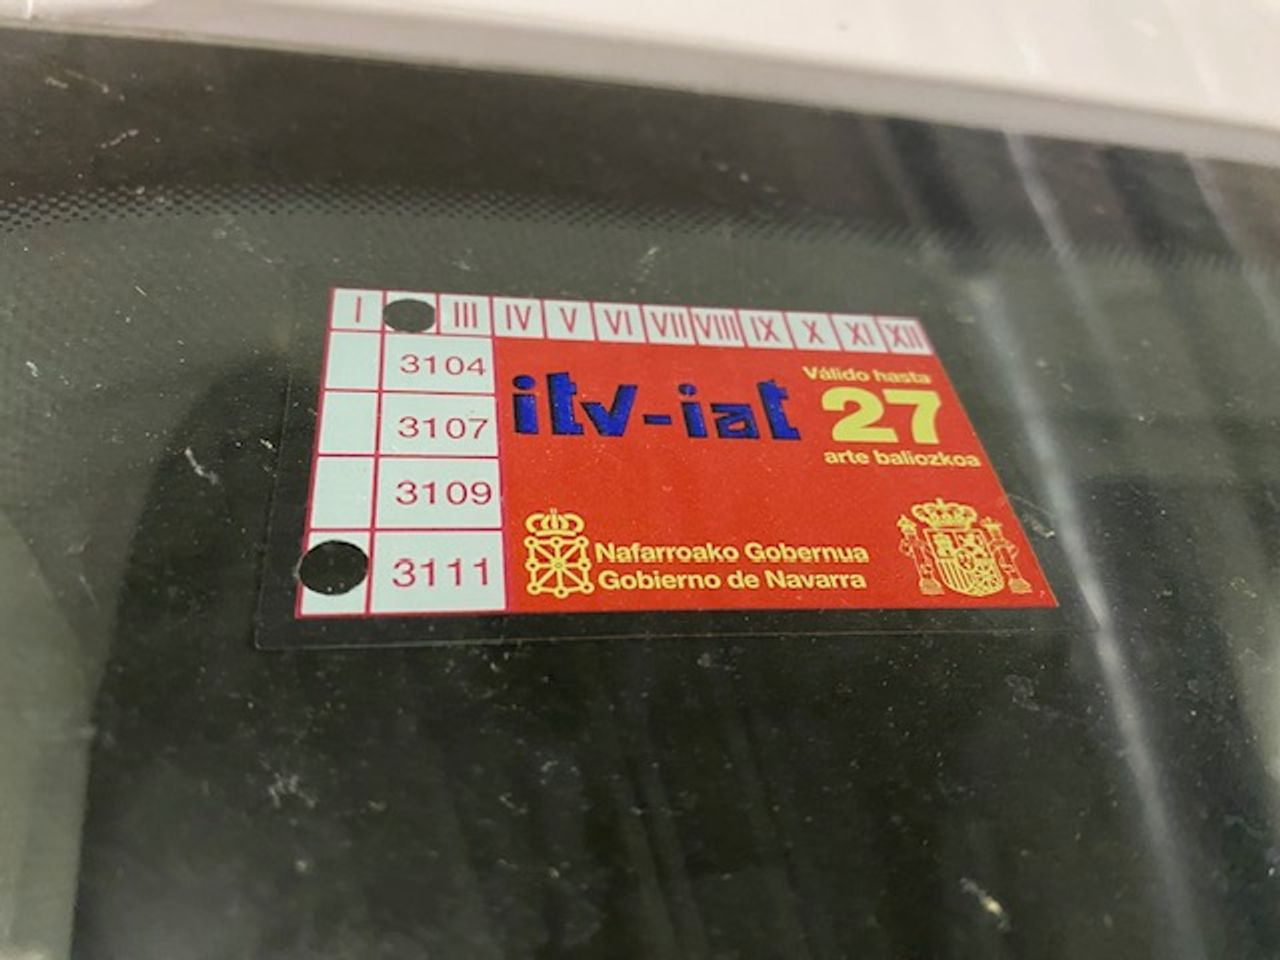 I III IV V VI VII VIII IX X XI XII
3104
3107
3109
3111
itv-iat
Válido hasta
27
arte baliozkoa
Nafarroako Gobernua
Gobierno de Navarra